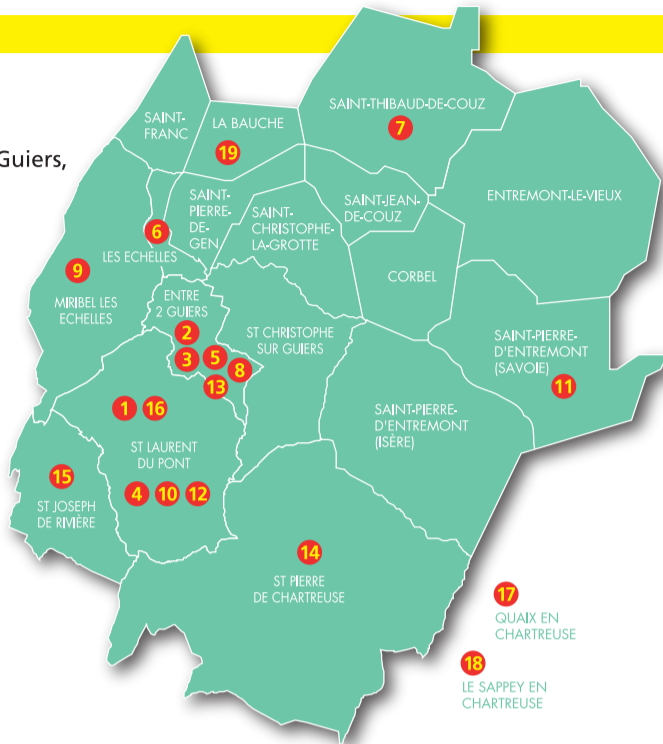 Guiers,
SAINT-
FRANC
LA BAUCHE
19
SAINT-THIBAUD-DE-COUZ
7
ENTREMONT-LE-VIEUX
SAINT-
PIERRE-
DE-
GEN
SAINT-
CHRISTOPHE-
LA-GROTTE
SAINT-JEAN-
DE-COUZ
CORBEL
6
LES ECHELLES
9
MIRIBEL LES
ECHELLES
ENTRE
2 GUIERS
2
3
5
8
13
ST CHRISTOPHE
SUR GUIERS
SAINT-PIERRE-
D'ENTREMONT
(SAVOIE)
11
SAINT-PIERRE-
D'ENTREMONT
(ISÈRE)
1
16
ST LAURENT
DU PONT
4
10
12
15
ST JOSEPH
DE RIVIÈRE
14
ST PIERRE
DE CHARTREUSE
17
QUAIX EN
CHARTREUSE
18
LE SAPPEY EN
CHARTREUSE